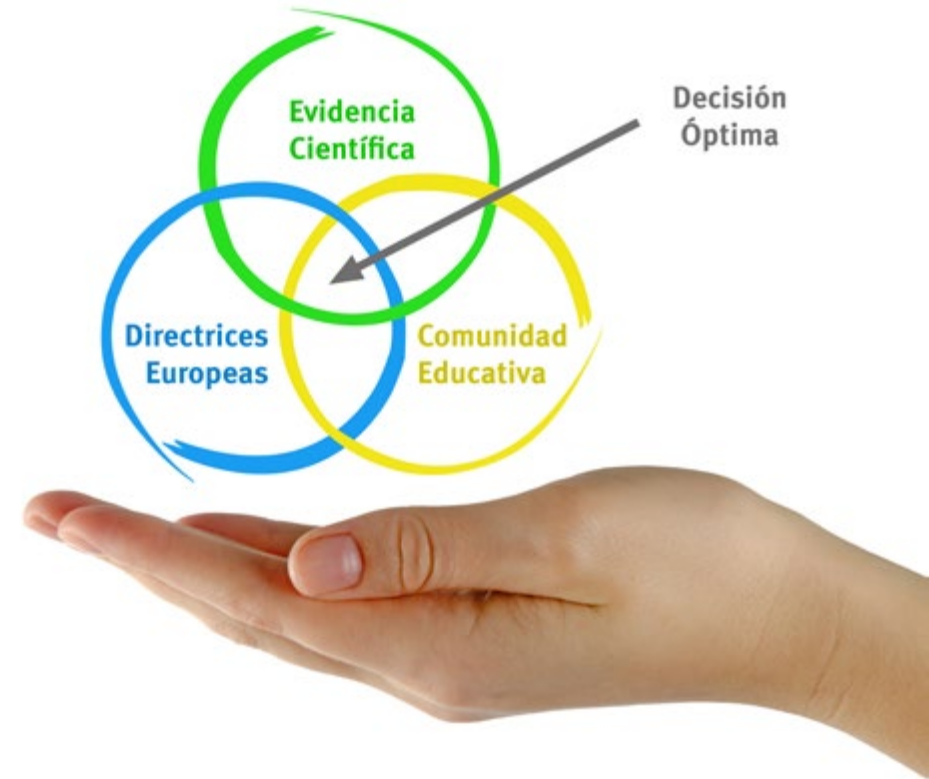 Evidencia
Científica
Decisión
Óptima
Directrices
Europeas
Comunidad
Educativa